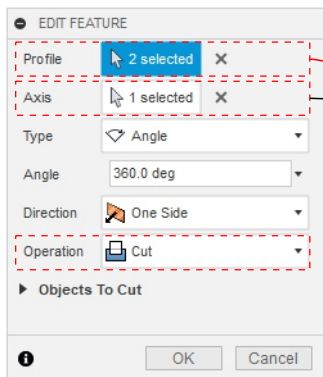 EDIT FEATURE
Profile 2 selected
Axis 1 selected
Type Angle
Angle 360.0 deg
Direction One Side
Operation Cut
Objects To Cut
OK Cancel